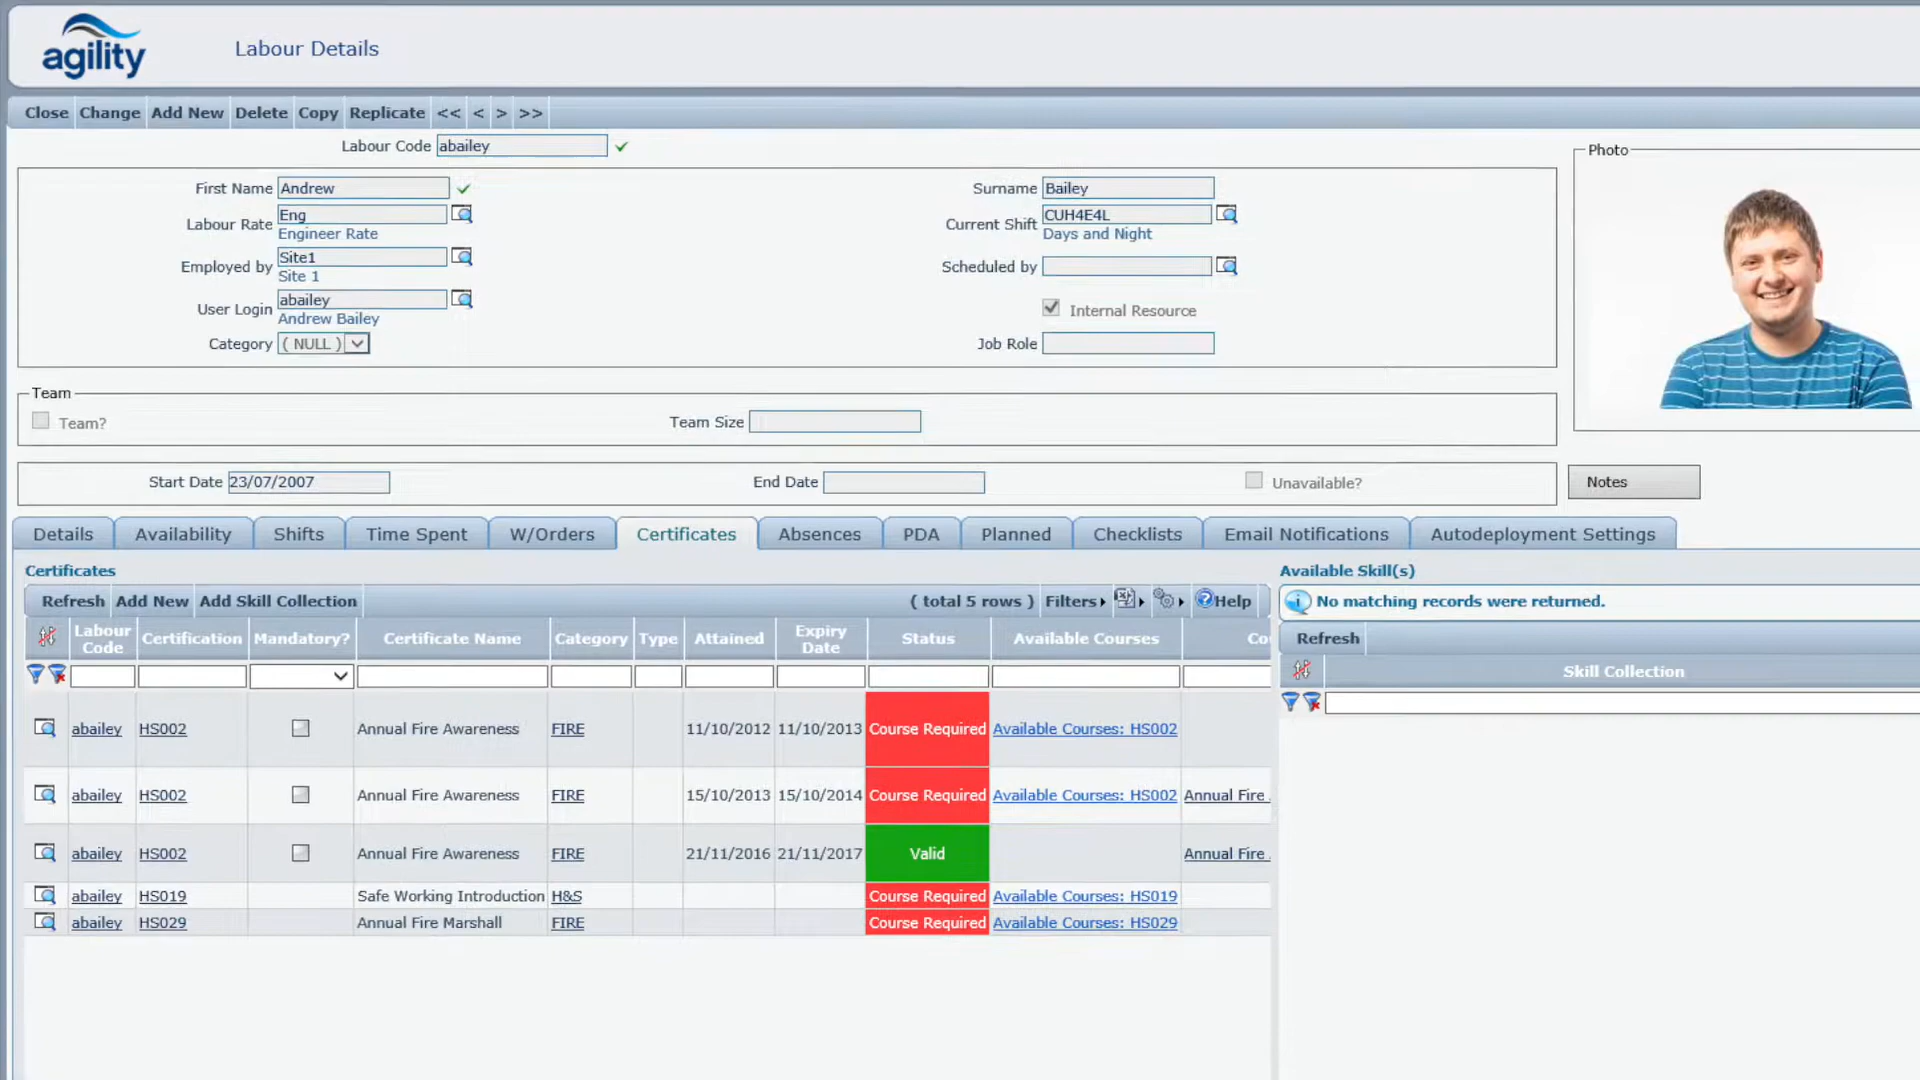 agility
Labour Details
Close Change Add New Delete Copy Replicate << < > >>
Labour Code abailey
Photo
First Name Andrew
Surname Bailey
Labour Rate Eng
Engineer Rate
Current Shift CUH4E4L
Days and Night
Employed by Site1
Site 1
Scheduled by
User Login abailey
Andrew Bailey
Internal Resource
Category ( NULL )
Job Role
Team
Team?
Team Size
Start Date 23/07/2007
End Date
Unavailable?
Notes
Details Availability Shifts Time Spent W/Orders Certificates Absences PDA Planned Checklists Email Notifications Autodeployment Settings
Certificates
Refresh Add New Add Skill Collection ( total 5 rows ) Filters Help
Labour Code Certification Mandatory? Certificate Name Category Type Attained Expiry Date Status Available Courses Co
abailey HS002 Annual Fire Awareness FIRE 11/10/2012 11/10/2013 Course Required Available Courses: HS002
abailey HS002 Annual Fire Awareness FIRE 15/10/2013 15/10/2014 Course Required Available Courses: HS002 Annual Fire
abailey HS002 Annual Fire Awareness FIRE 21/11/2016 21/11/2017 Valid Annual Fire
abailey HS019 Safe Working Introduction H&S Course Required Available Courses: HS019
abailey HS029 Annual Fire Marshall FIRE Course Required Available Courses: HS029
Available Skill(s)
No matching records were returned.
Refresh
Skill Collection